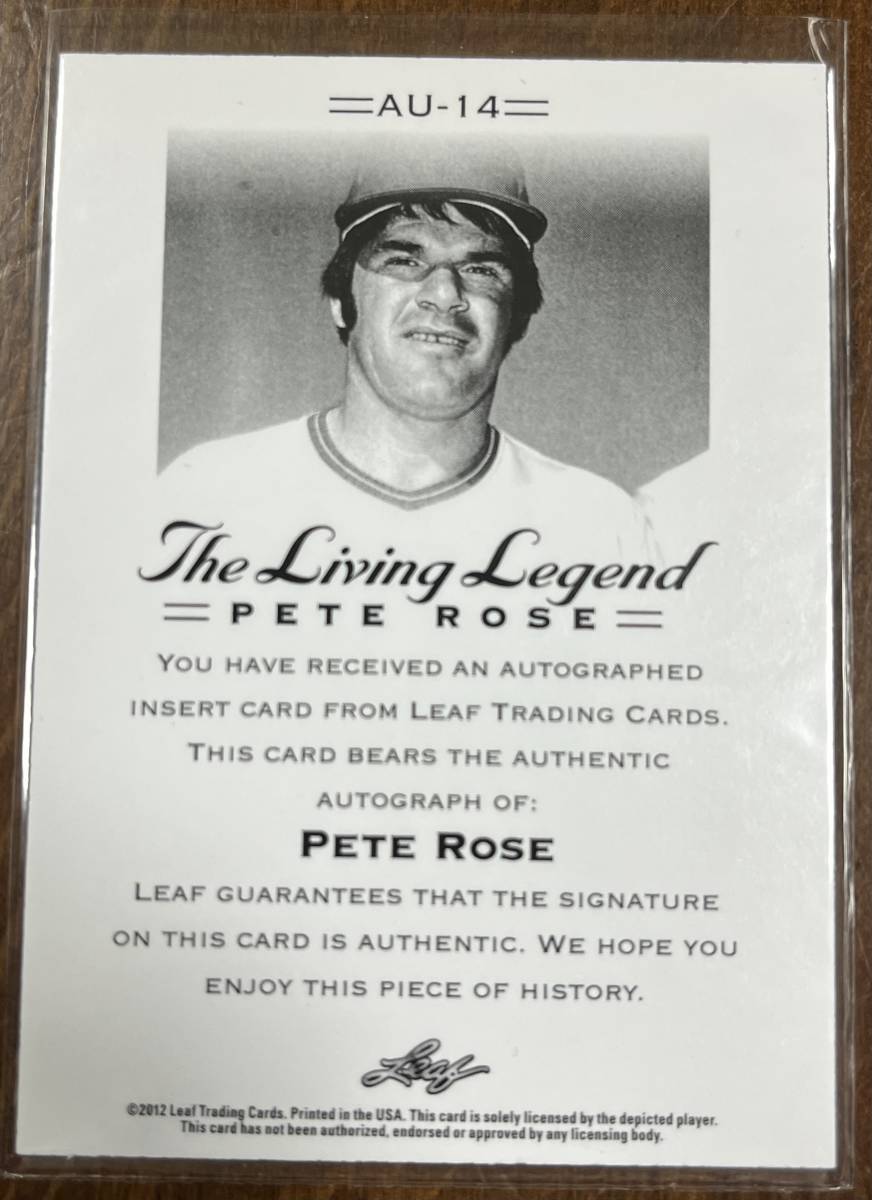 AU-14
The Living Legend
PETE ROSE
YOU HAVE RECEIVED AN AUTOGRAPHED
INSERT CARD FROM LEAF TRADING CARDS.
THIS CARD BEARS THE AUTHENTIC
AUTOGRAPH OF:
PETE ROSE
LEAF GUARANTEES THAT THE SIGNATURE
ON THIS CARD IS AUTHENTIC. WE HOPE YOU
ENJOY THIS PIECE OF HISTORY.
Leaf
©2012 Leaf Trading Cards. Printed in the USA. This card is solely licensed by the depicted player.
This card has not been authorized, endorsed or approved by any licensing body.